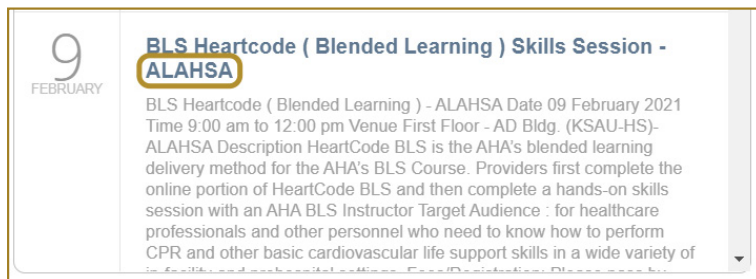 9
FEBRUARY
BLS Heartcode ( Blended Learning ) Skills Session -
ALAHSA
BLS Heartcode ( Blended Learning ) - ALAHSA Date 09 February 2021
Time 9:00 am to 12:00 pm Venue First Floor - AD Bldg. (KSAU-HS)-
ALAHSA Description HeartCode BLS is the AHA's blended learning
delivery method for the AHA's BLS Course. Providers first complete the
online portion of HeartCode BLS and then complete a hands-on skills
session with an AHA BLS Instructor Target Audience : for healthcare
professionals and other personnel who need to know how to perform
CPR and other basic cardiovascular life support skills in a wide variety of